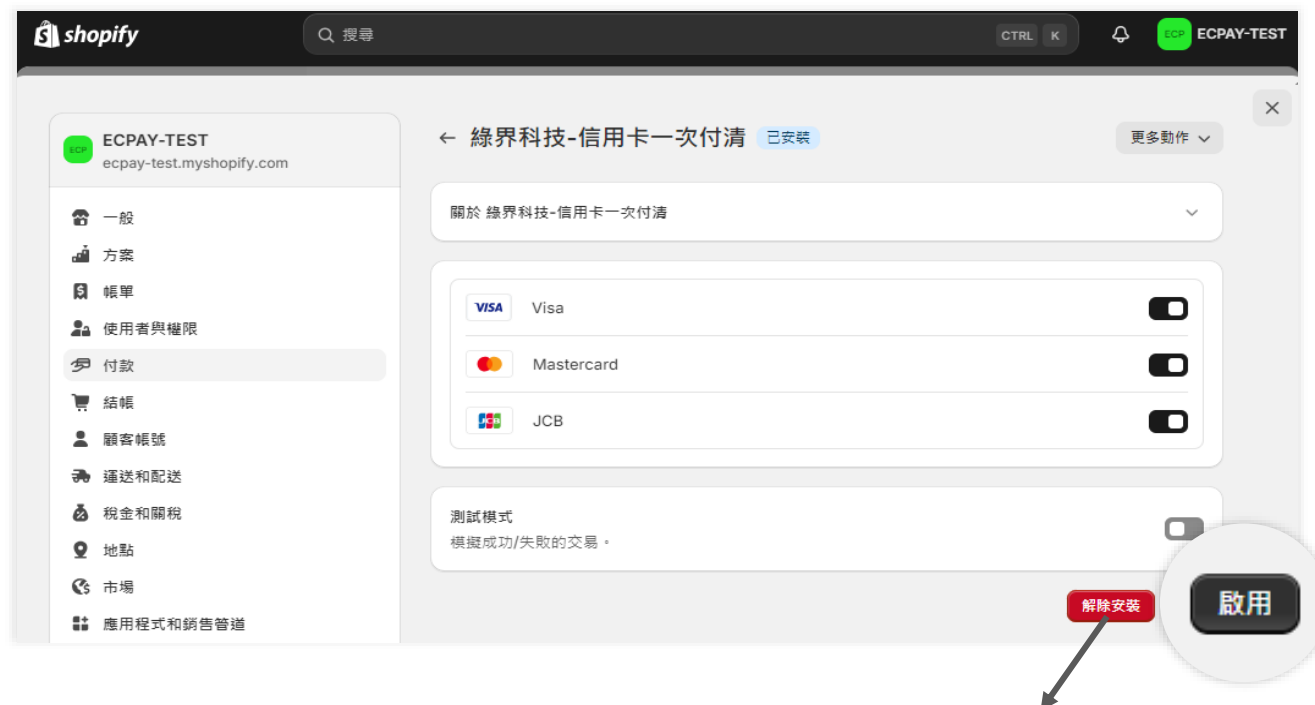 shopify
搜尋
CTRL K
ECP
ECPAY-TEST
ECP
ECPAY-TEST
ecpay-test.myshopify.com
一般
方案
帳單
使用者與權限
付款
結帳
顧客帳號
運送和配送
稅金和關稅
地點
市場
應用程式和銷售管道
← 綠界科技-信用卡一次付清 已安裝
更多動作
關於 綠界科技-信用卡一次付清
VISA Visa
Mastercard
JCB JCB
測試模式
模擬成功/失敗的交易。
解除安裝
啟用